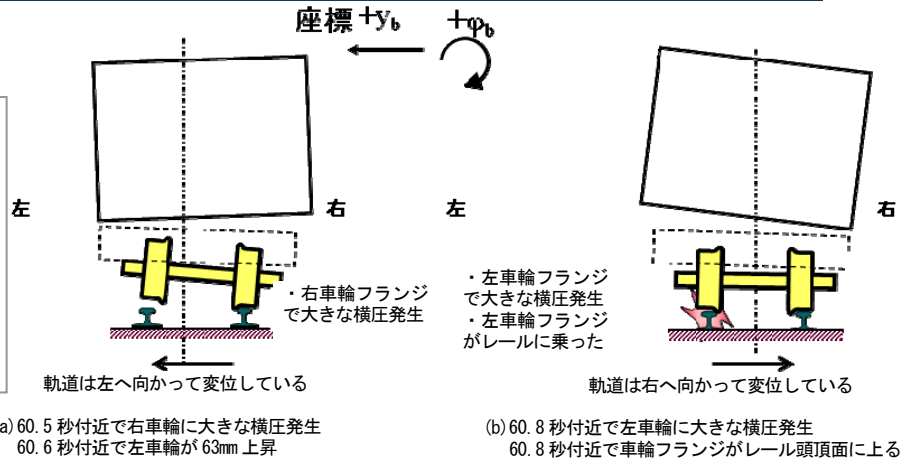 座標+yb
+φb
左
右
・右車輪フランジ
で大きな横圧発生
軌道は左へ向かって変位している
a)60.5秒付近で右車輪に大きな横圧発生
60.6秒付近で左車輪が63mm上昇
左
右
・左車輪フランジ
で大きな横圧発生
・左車輪フランジ
がレールに乗った
軌道は右へ向かって変位している
(b)60.8秒付近で左車輪に大きな横圧発生
60.8秒付近で車輪フランジがレール頭頂面に上る